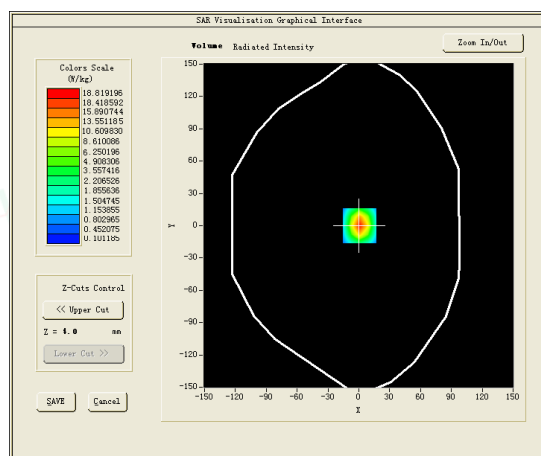 SAR Visualisation Graphical Interface
Volume Radiated Intensity
Zoom In/Out
Colors Scale
(W/kg)
18.819196
18.418592
15.890744
13.551185
10.609830
8.610086
6.250196
4.908306
3.557416
2.206526
1.855636
1.504745
1.153855
0.802965
0.452075
0.101185
Z-Cuts Control
<< Upper Cut
Z = 4.0 mm
Lower Cut >>
SAVE Cancel
150
120
90
60
30
0
-30
-60
-90
-120
-150
Y
-150 -120 -90 -60 -30 0 30 60 90 120 150
X